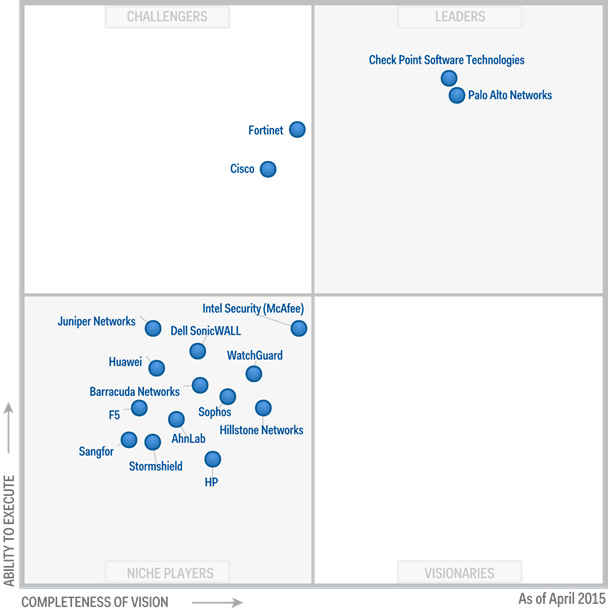 CHALLENGERS
LEADERS
Check Point Software Technologies
Palo Alto Networks
Fortinet
Cisco
Intel Security (McAfee)
Juniper Networks
Dell SonicWALL
WatchGuard
Huawei
Barracuda Networks
F5
Sophos
Hillstone Networks
AhnLab
Sangfor
Stormshield
HP
NICHE PLAYERS
VISIONARIES
ABILITY TO EXECUTE
COMPLETENESS OF VISION
As of April 2015